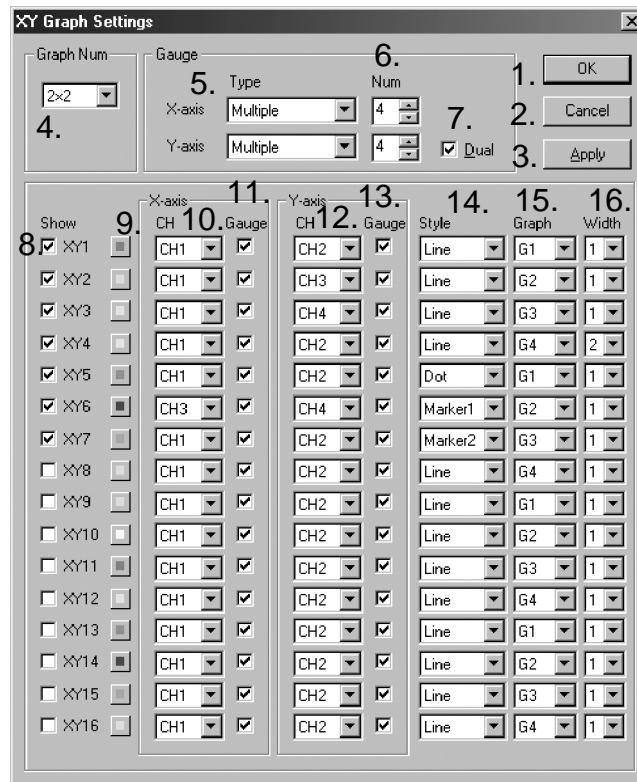 XY Graph Settings
Graph Num
2×2
4.
Gauge
5. Type 6. Num
X-axis Multiple 4
Y-axis Multiple 4
7. Dual
1. OK
2. Cancel
3. Apply
X-axis 11. Y-axis 13.
Show 9. CH 10. Gauge CH 12. Gauge 14. Style 15. Graph 16. Width
8. XY1 CH1 CH2 Line G1 1
XY2 CH1 CH3 Line G2 1
XY3 CH1 CH4 Line G3 1
XY4 CH1 CH2 Line G4 2
XY5 CH1 CH2 Dot G1 1
XY6 CH3 CH4 Marker1 G2 1
XY7 CH1 CH2 Marker2 G3 1
XY8 CH1 CH2 Line G4 1
XY9 CH1 CH2 Line G1 1
XY10 CH1 CH2 Line G2 1
XY11 CH1 CH2 Line G3 1
XY12 CH1 CH2 Line G4 1
XY13 CH1 CH2 Line G1 1
XY14 CH1 CH2 Line G2 1
XY15 CH1 CH2 Line G3 1
XY16 CH1 CH2 Line G4 1